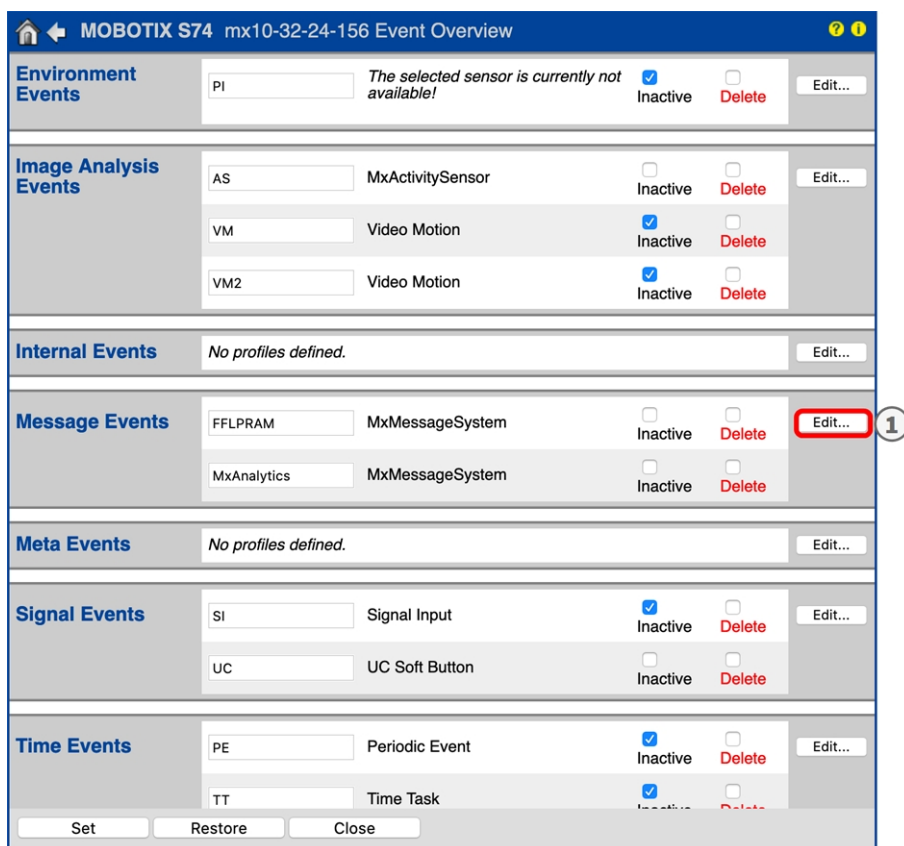 MOBOTIX S74 mx10-32-24-156 Event Overview ? i
Environment Events
PI The selected sensor is currently not available! Inactive Delete Edit...
Image Analysis Events
AS MxActivitySensor Inactive Delete Edit...
VM Video Motion Inactive Delete
VM2 Video Motion Inactive Delete
Internal Events No profiles defined. Edit...
Message Events FFLPRAM MxMessageSystem Inactive Delete Edit... 1
MxAnalytics MxMessageSystem Inactive Delete
Meta Events No profiles defined. Edit...
Signal Events SI Signal Input Inactive Delete Edit...
UC UC Soft Button Inactive Delete
Time Events PE Periodic Event Inactive Delete Edit...
TT Time Task Inactive Delete
Set Restore Close